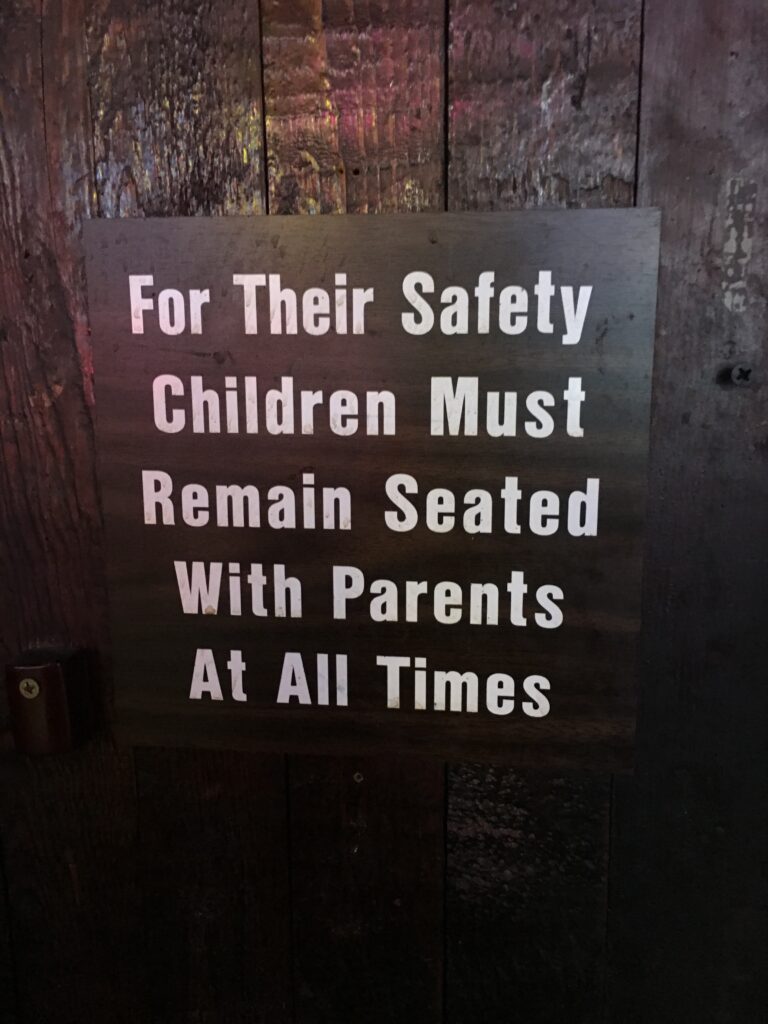 For Their Safety
Children Must
Remain Seated
With Parents
At All Times